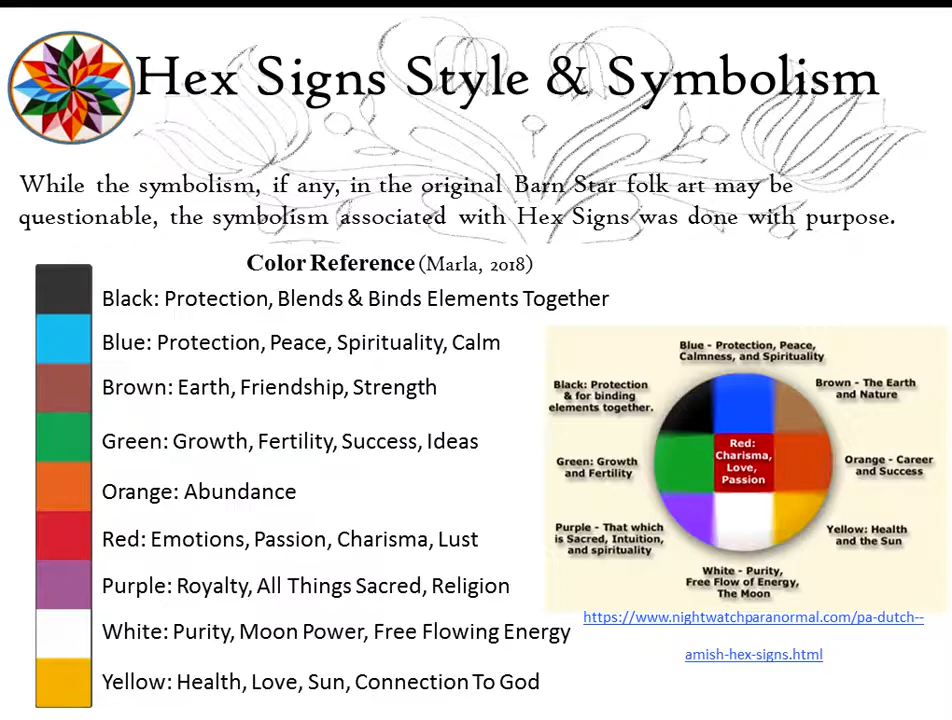 Hex Signs Style & Symbolism
While the symbolism, if any, in the original Barn Star folk art may be
questionable, the symbolism associated with Hex Signs was done with purpose.
Color Reference (Marla, 2018)
Black: Protection, Blends & Binds Elements Together
Blue: Protection, Peace, Spirituality, Calm
Brown: Earth, Friendship, Strength
Green: Growth, Fertility, Success, Ideas
Orange: Abundance
Red: Emotions, Passion, Charisma, Lust
Purple: Royalty, All Things Sacred, Religion
White: Purity, Moon Power, Free Flowing Energy
Yellow: Health, Love, Sun, Connection To God
Blue - Protection, Peace,
Calmness, and Spirituality
Black: Protection
& for binding
elements together.
Brown - The Earth
and Nature
Red:
Charisma,
Love,
Passion
Green: Growth
and Fertility
Orange - Career
and Success
Purple - That which
is Sacred, Intuition,
and spirituality
Yellow: Health
and the Sun
White - Purity,
Free Flow of Energy,
The Moon
https://www.nightwatchparanormal.com/pa-dutch--
amish-hex-signs.html